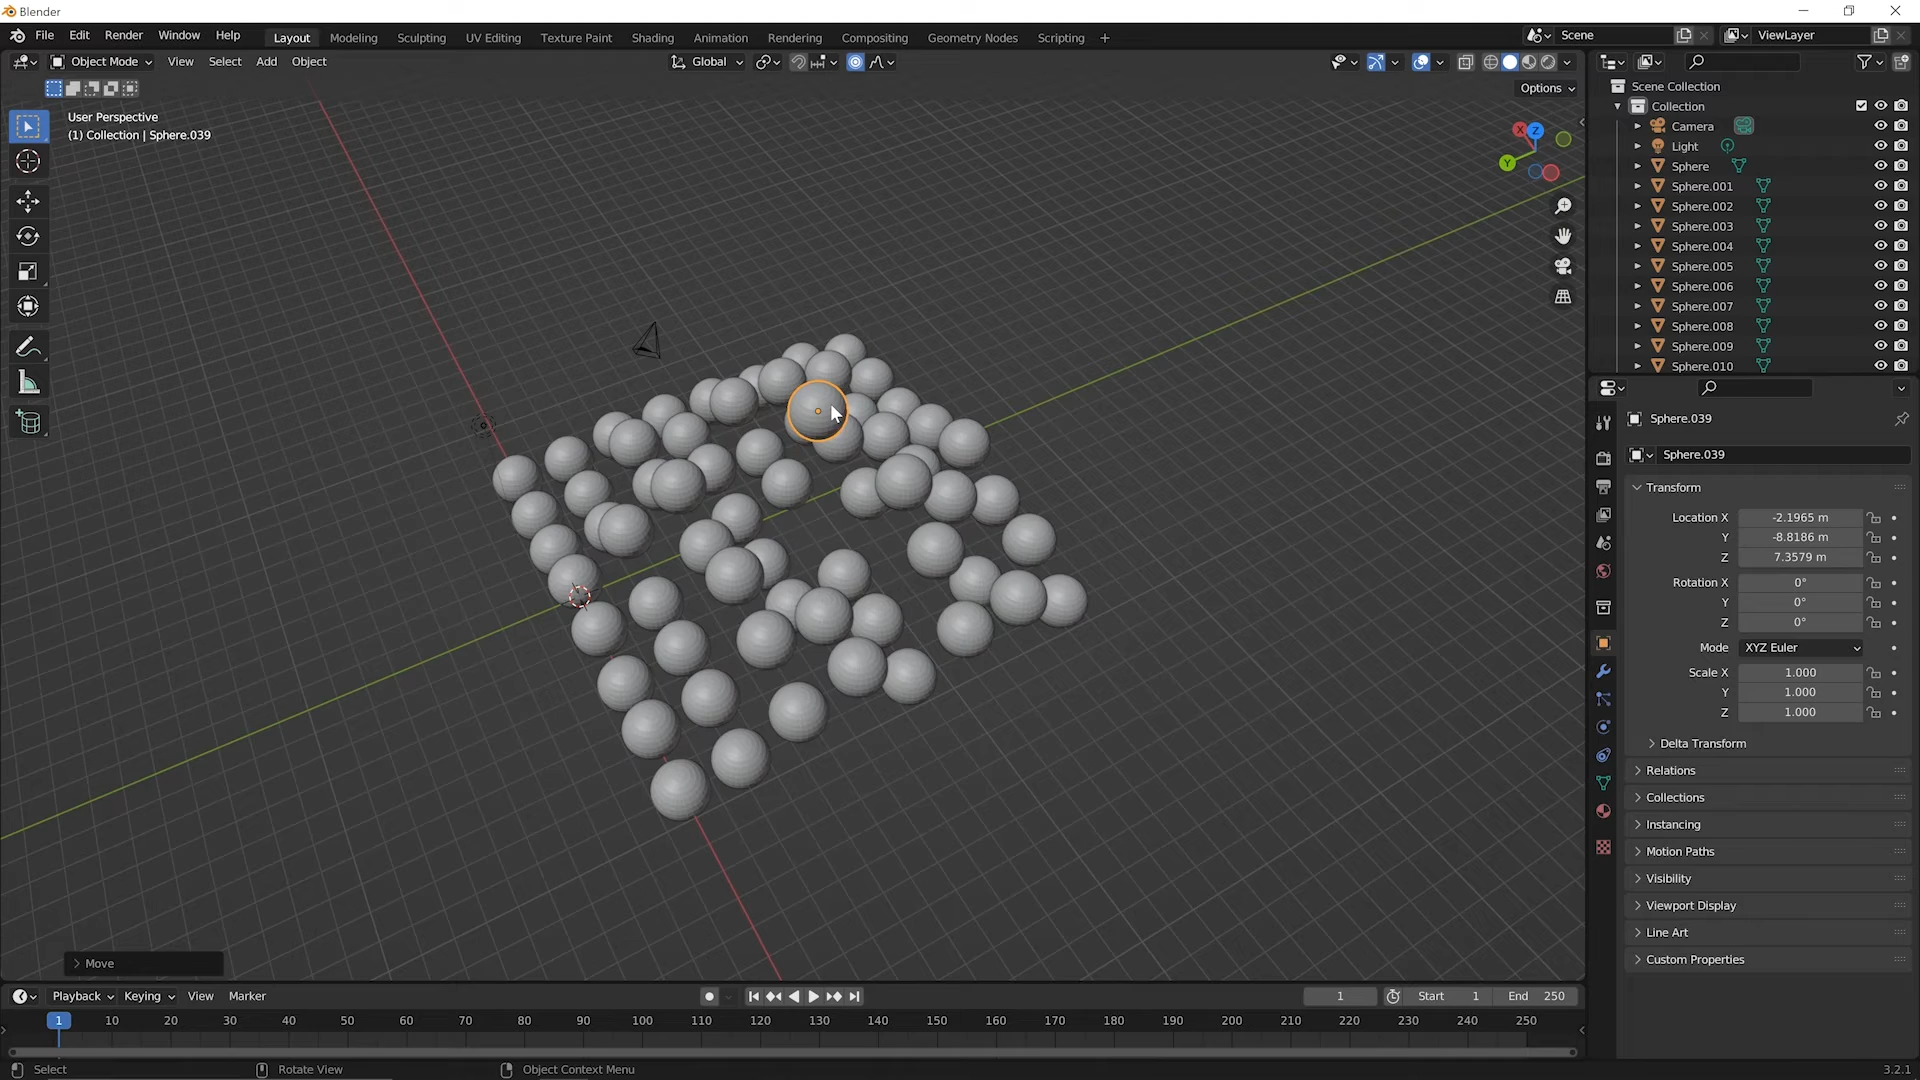 Blender
File Edit Render Window Help
Layout Modeling Sculpting UV Editing Texture Paint Shading Animation Rendering Compositing Geometry Nodes Scripting +
Scene
ViewLayer
Object Mode View Select Add Object
Global
Options
User Perspective
(1) Collection | Sphere.039
X
Z
Y
Scene Collection
Collection
Camera
Light
Sphere
Sphere.001
Sphere.002
Sphere.003
Sphere.004
Sphere.005
Sphere.006
Sphere.007
Sphere.008
Sphere.009
Sphere.010
Sphere.039
Sphere.039
Transform
Location X -2.1965 m
Y -8.8186 m
Z 7.3579 m
Rotation X 0°
Y 0°
Z 0°
Mode XYZ Euler
Scale X 1.000
Y 1.000
Z 1.000
Delta Transform
Relations
Collections
Instancing
Motion Paths
Visibility
Viewport Display
Line Art
Custom Properties
Move
Playback Keying View Marker
1
Start 1
End 250
1 10 20 30 40 50 60 70 80 90 100 110 120 130 140 150 160 170 180 190 200 210 220 230 240 250
Select
Rotate View
Object Context Menu
3.2.1